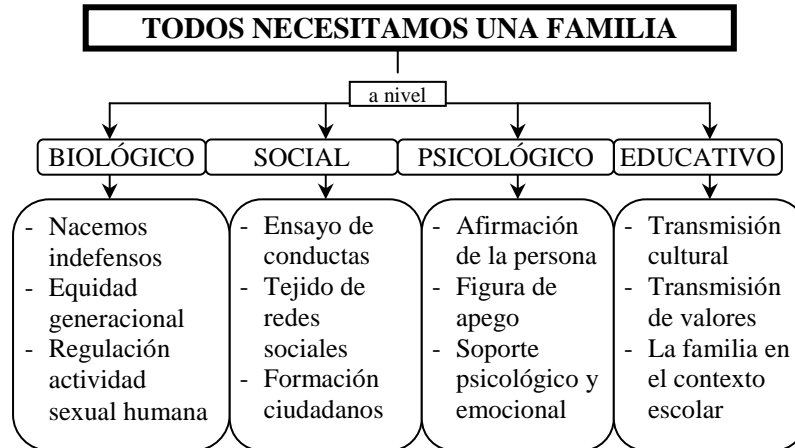 TODOS NECESITAMOS UNA FAMILIA
a nivel
BIOLÓGICO
SOCIAL
PSICOLÓGICO
EDUCATIVO
- Nacemos
indefensos
- Equidad
generacional
- Regulación
actividad
sexual humana
- Ensayo de
conductas
- Tejido de
redes
sociales
- Formación
ciudadanos
- Afirmación
de la persona
- Figura de
apego
- Soporte
psicológico y
emocional
- Transmisión
cultural
- Transmisión
de valores
- La familia en
el contexto
escolar